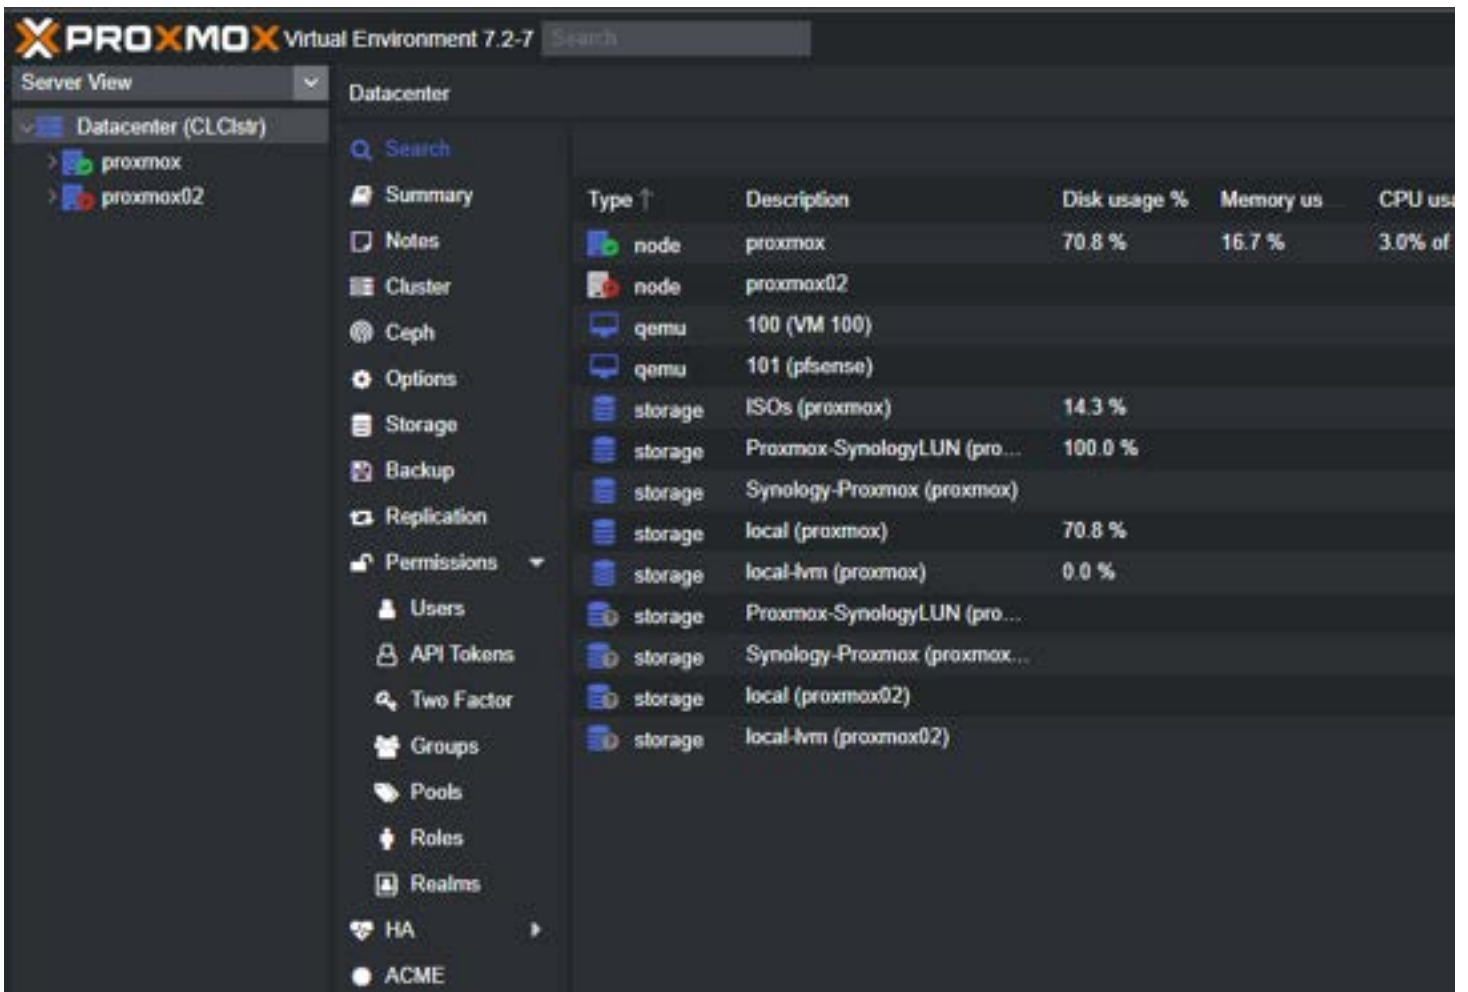 PROXMOX Virtual Environment 7.2-7 Search
Server View
Datacenter (CLClstr)
proxmox
proxmox02
Datacenter
Search
Summary
Notes
Cluster
Ceph
Options
Storage
Backup
Replication
Permissions
Users
API Tokens
Two Factor
Groups
Pools
Roles
Realms
HA
ACME
Type Description Disk usage % Memory us CPU usa
node proxmox 70.8 % 16.7 % 3.0% of
node proxmox02
qemu 100 (VM 100)
qemu 101 (pfsense)
storage ISOs (proxmox) 14.3 %
storage Proxmox-SynologyLUN (pro... 100.0 %
storage Synology-Proxmox (proxmox)
storage local (proxmox) 70.8 %
storage local-lvm (proxmox) 0.0 %
storage Proxmox-SynologyLUN (pro...
storage Synology-Proxmox (proxmox...
storage local (proxmox02)
storage local-lvm (proxmox02)